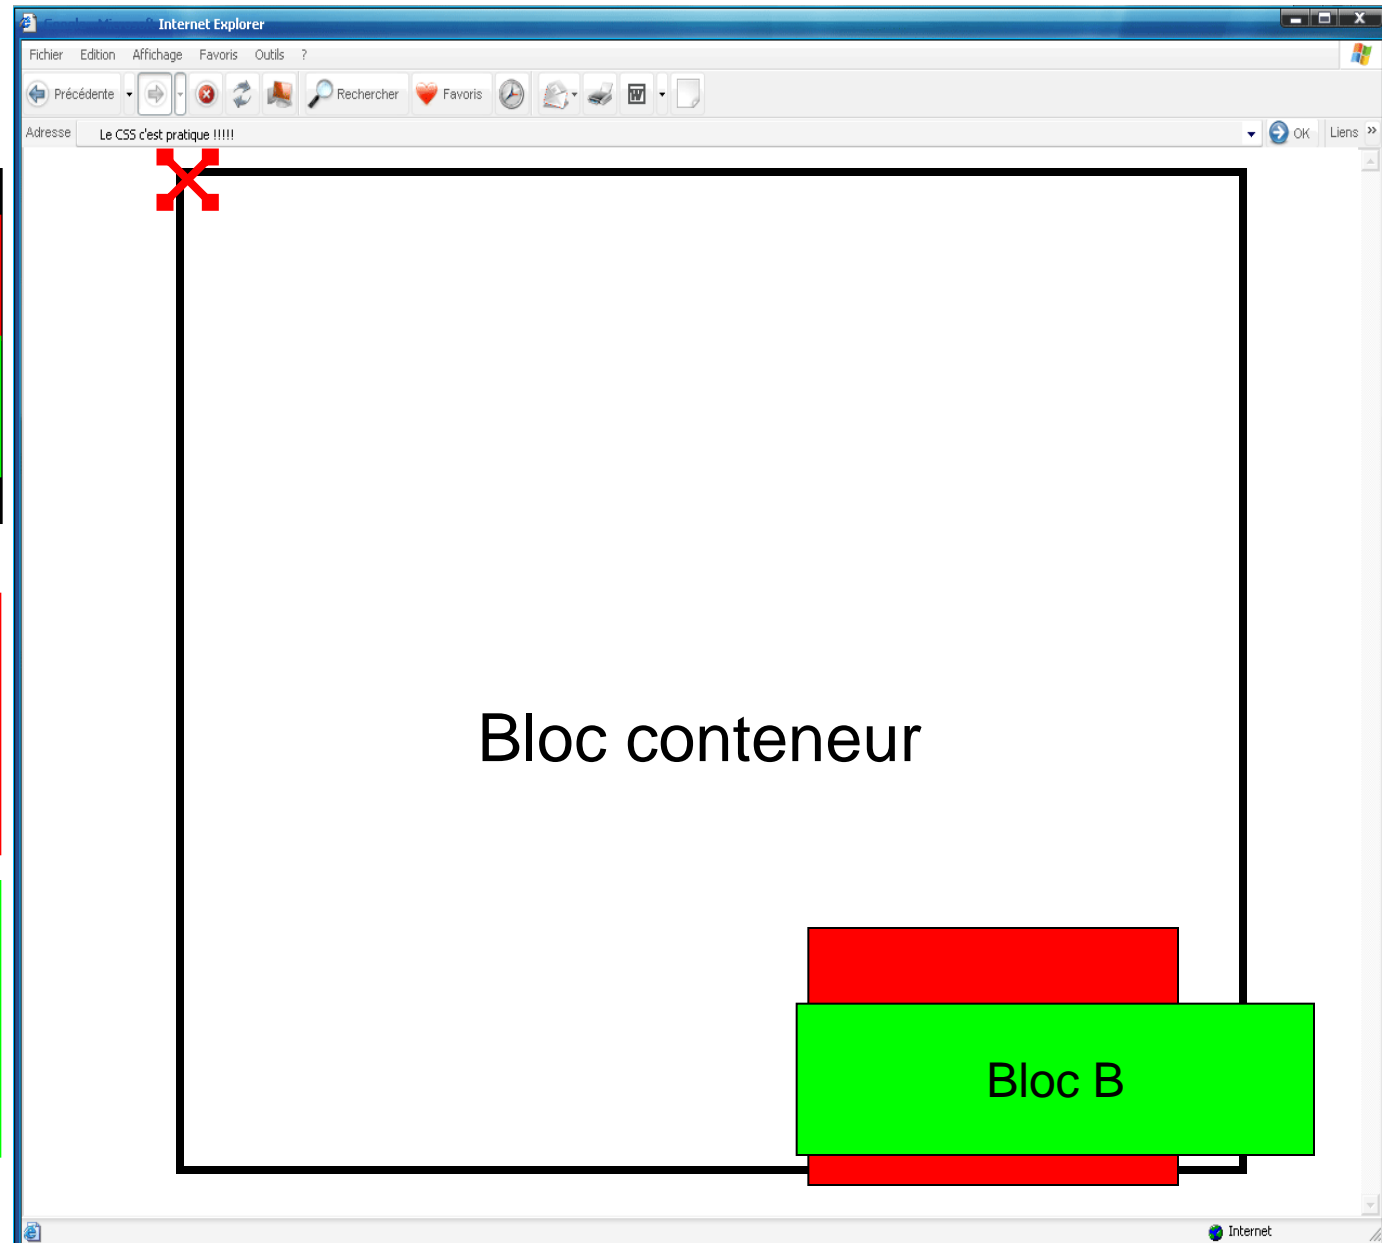 Internet Explorer
Fichier Edition Affichage Favoris Outils ?
Précédente Rechercher Favoris
Adresse Le CSS c'est pratique !!!!! OK Liens »
Bloc conteneur
Bloc B
Internet